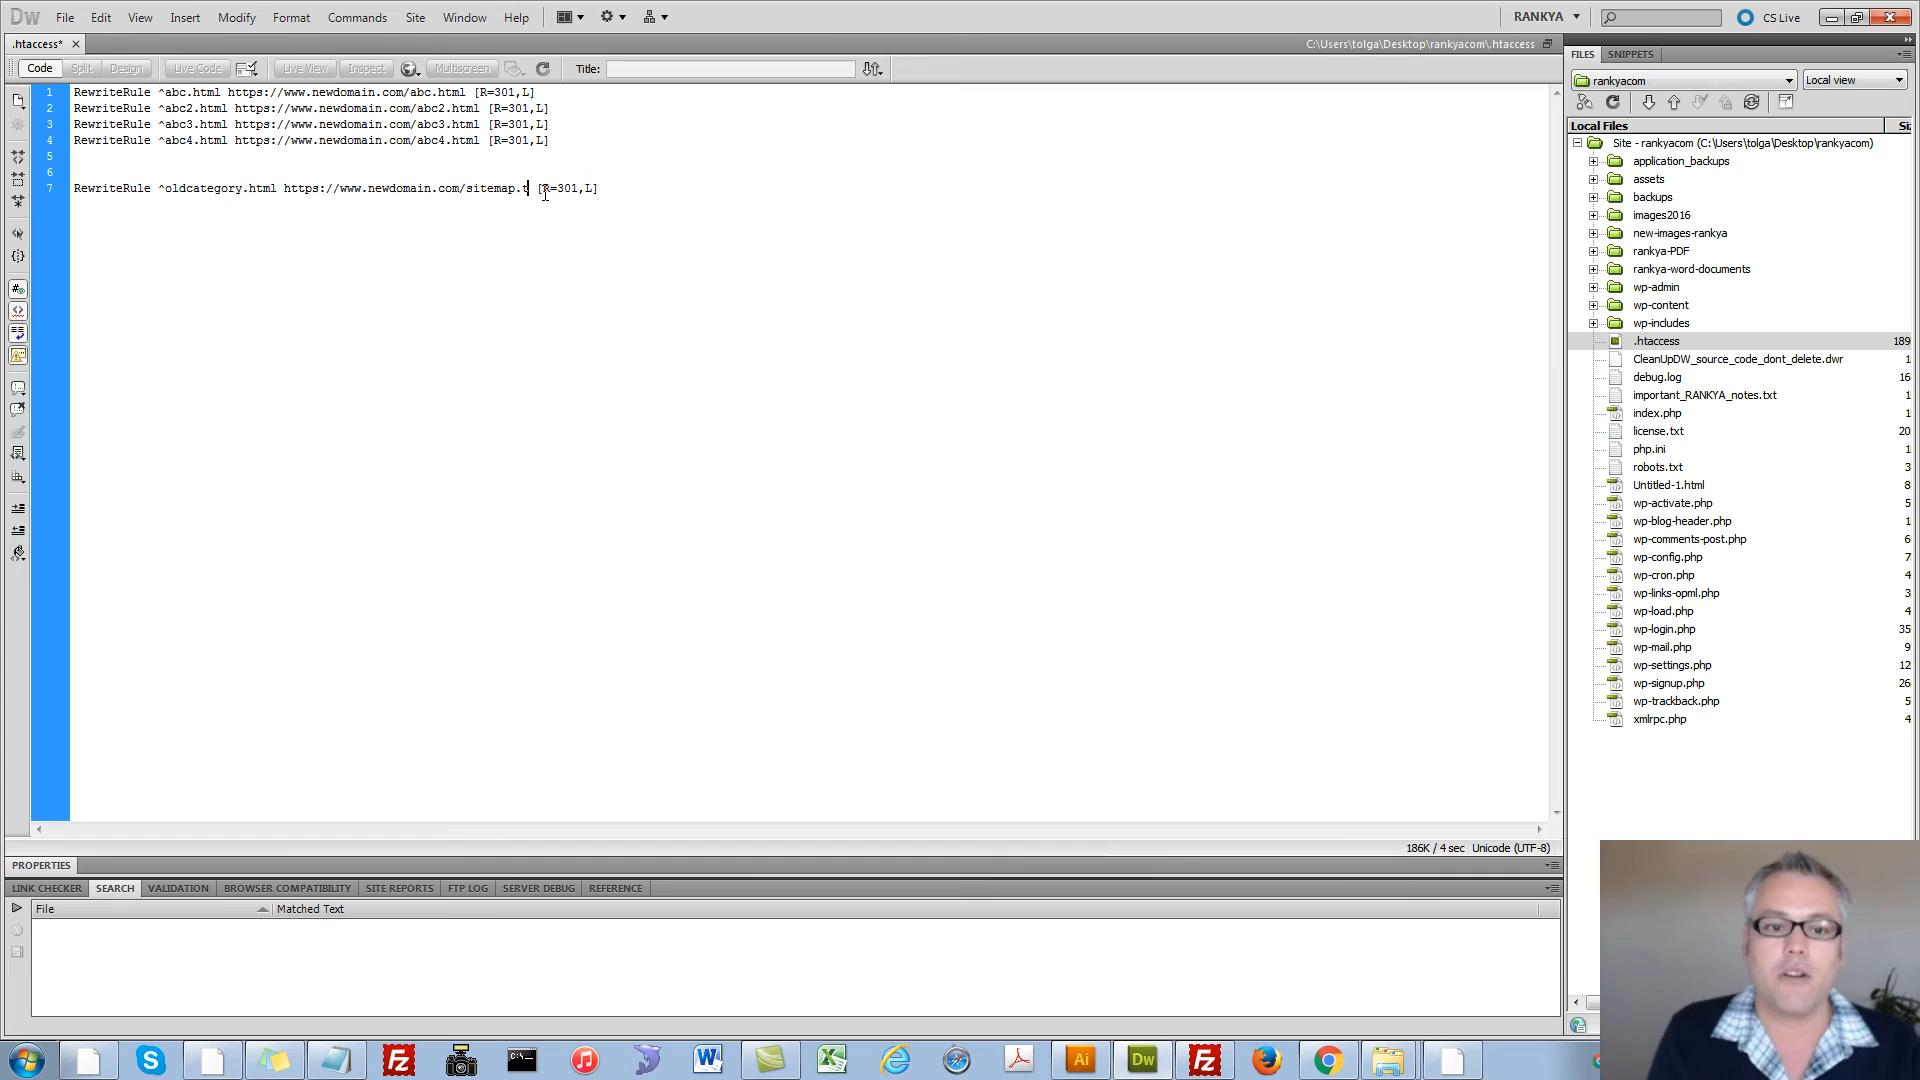 Dw File Edit View Insert Modify Format Commands Site Window Help RANKYA CS Live
.htaccess* C:\Users\tolga\Desktop\rankyacom\.htaccess
Code Split Design Live Code Live View Inspect Multiscreen Title:
1 RewriteRule ^abc.html https://www.newdomain.com/abc.html [R=301,L]
2 RewriteRule ^abc2.html https://www.newdomain.com/abc2.html [R=301,L]
3 RewriteRule ^abc3.html https://www.newdomain.com/abc3.html [R=301,L]
4 RewriteRule ^abc4.html https://www.newdomain.com/abc4.html [R=301,L]
5
6
7 RewriteRule ^oldcategory.html https://www.newdomain.com/sitemap.t [R=301,L]
186K / 4 sec Unicode (UTF-8)
PROPERTIES
LINK CHECKER SEARCH VALIDATION BROWSER COMPATIBILITY SITE REPORTS FTP LOG SERVER DEBUG REFERENCE
File Matched Text
FILES SNIPPETS
rankyacom Local view
Local Files Si
Site - rankyacom (C:\Users\tolga\Desktop\rankyacom)
application_backups
assets
backups
images2016
new-images-rankya
rankya-PDF
rankya-word-documents
wp-admin
wp-content
wp-includes
.htaccess 189
CleanUpDW_source_code_dont_delete.dwr 1
debug.log 16
important_RANKYA_notes.txt 1
index.php 1
license.txt 20
php.ini 1
robots.txt 3
Untitled-1.html 8
wp-activate.php 5
wp-blog-header.php 1
wp-comments-post.php 6
wp-config.php 7
wp-cron.php 4
wp-links-opml.php 3
wp-load.php 4
wp-login.php 35
wp-mail.php 9
wp-settings.php 12
wp-signup.php 26
wp-trackback.php 5
xmlrpc.php 4
Fz C:\ W Ai Dw Fz